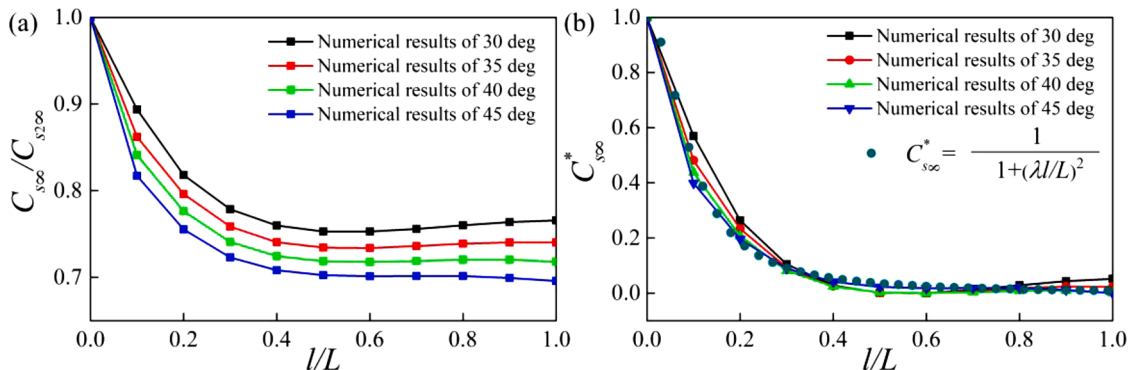 (a)
1.0
0.9
0.8
0.7
C_{s∞}/C_{s2∞}
Numerical results of 30 deg
Numerical results of 35 deg
Numerical results of 40 deg
Numerical results of 45 deg
0.0 0.2 0.4 0.6 0.8 1.0
l/L
(b)
1.0
0.8
0.6
0.4
0.2
0.0
C*_{s∞}
Numerical results of 30 deg
Numerical results of 35 deg
Numerical results of 40 deg
Numerical results of 45 deg
C*_{s∞} = 1
1+(λl/L)²
0.0 0.2 0.4 0.6 0.8 1.0
l/L